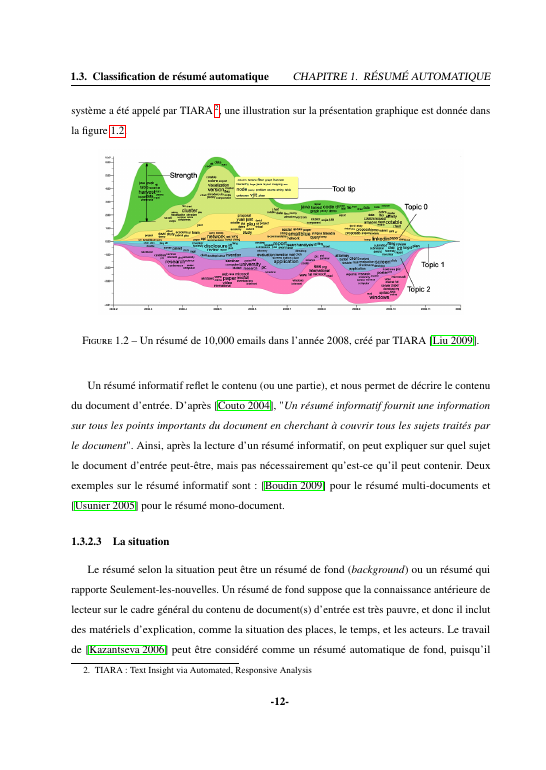 1.3. Classification de résumé automatique CHAPITRE 1. RÉSUMÉ AUTOMATIQUE
système a été appelé par TIARA 2, une illustration sur la présentation graphique est donnée dans
la figure 1.2
Strength
Tool tip
Topic 0
Topic 1
Topic 2
FIGURE 1.2 – Un résumé de 10,000 emails dans l'année 2008, créé par TIARA [Liu 2009].
Un résumé informatif reflet le contenu (ou une partie), et nous permet de décrire le contenu
du document d'entrée. D'après [Couto 2004], "Un résumé informatif fournit une information
sur tous les points importants du document en cherchant à couvrir tous les sujets traités par
le document". Ainsi, après la lecture d'un résumé informatif, on peut expliquer sur quel sujet
le document d'entrée peut-être, mais pas nécessairement qu'est-ce qu'il peut contenir. Deux
exemples sur le résumé informatif sont : [Boudin 2009] pour le résumé multi-documents et
[Usunier 2005] pour le résumé mono-document.
1.3.2.3 La situation
Le résumé selon la situation peut être un résumé de fond (background) ou un résumé qui
rapporte Seulement-les-nouvelles. Un résumé de fond suppose que la connaissance antérieure de
lecteur sur le cadre général du contenu de document(s) d'entrée est très pauvre, et donc il inclut
des matériels d'explication, comme la situation des places, le temps, et les acteurs. Le travail
de [Kazantseva 2006] peut être considéré comme un résumé automatique de fond, puisqu'il
2. TIARA : Text Insight via Automated, Responsive Analysis
-12-